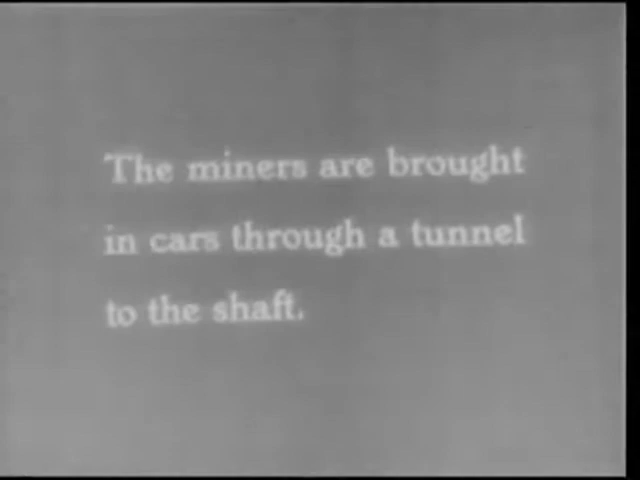 The miners are brought
in cars through a tunnel
to the shaft.